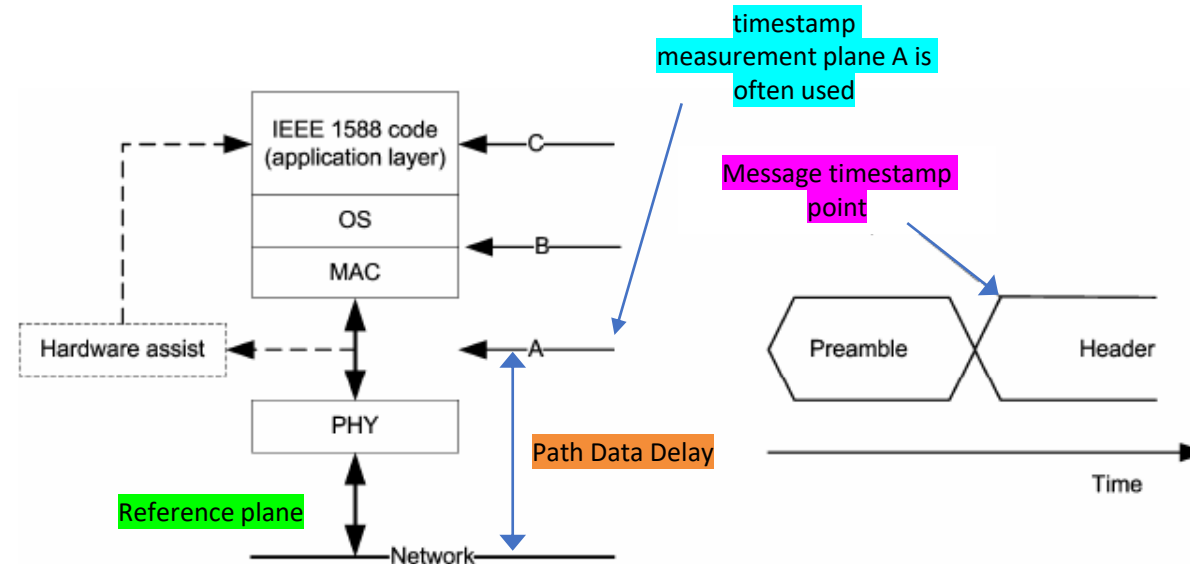 timestamp
measurement plane A is
often used
IEEE 1588 code
(application layer)
C
Message timestamp
point
OS
B
MAC
Hardware assist
A
Preamble
Header
PHY
Path Data Delay
Time
Reference plane
Network